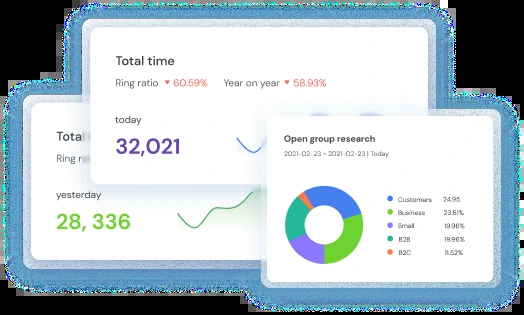 Total time
Ring ratio ▼ 60.59% Year on year ▼ 58.93%
today
32,021
Total
Ring ra
yesterday
28, 336
Open group research
2021-02-23 ~ 2021-02-23 | Today
Customers 24.95
Business 23.61%
Small 19.96%
B2B 19.96%
B2C 11.52%